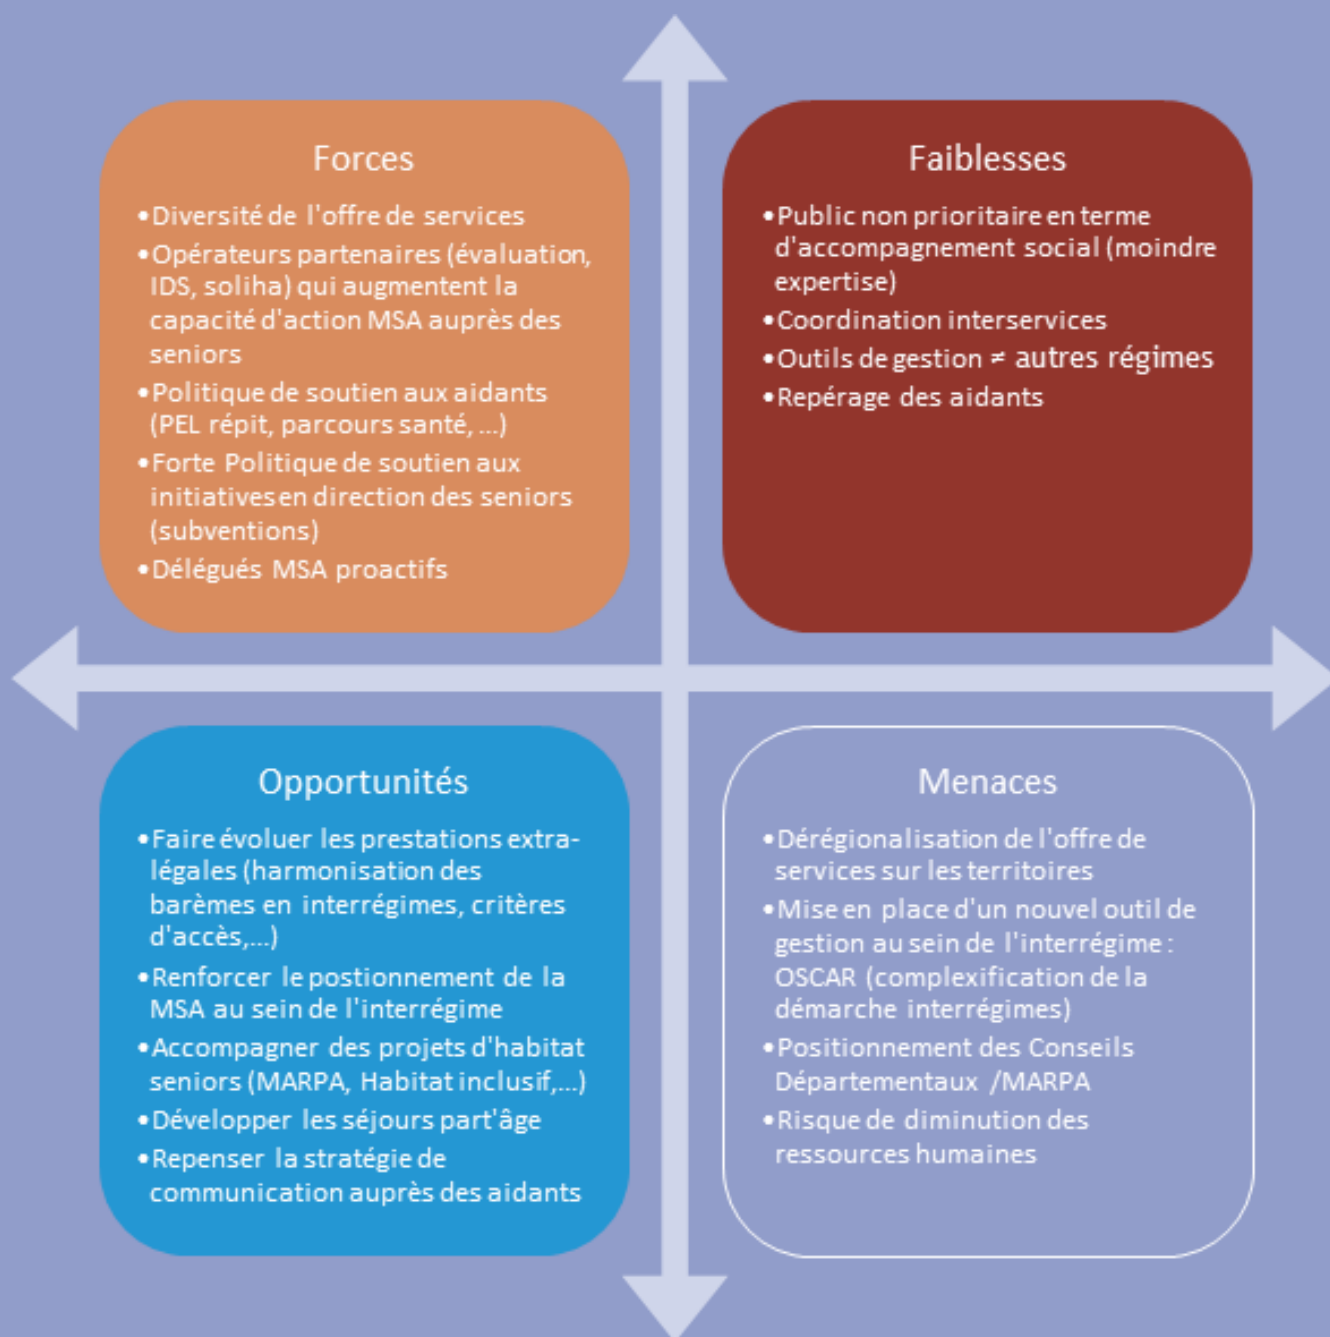 Forces
•Diversité de l'offre de services
•Opérateurs partenaires (évaluation,
IDS, soliha) qui augmentent la
capacité d'action MSA auprès des
seniors
•Politique de soutien aux aidants
(PEL répit, parcours santé, ...)
•Forte Politique de soutien aux
initiatives en direction des seniors
(subventions)
•Délégués MSA proactifs
Faiblesses
•Public non prioritaire en terme
d'accompagnement social (moindre
expertise)
•Coordination interservices
•Outils de gestion ≠ autres régimes
•Repérage des aidants
Opportunités
•Faire évoluer les prestations extra-
légales (harmonisation des
barèmes en interrégimes, critères
d'accès,...)
•Renforcer le postionnement de la
MSA au sein de l'interrégime
•Accompagner des projets d'habitat
seniors (MARPA, Habitat inclusif,...)
•Développer les séjours part'âge
•Repenser la stratégie de
communication auprès des aidants
Menaces
•Dérégionalisation de l'offre de
services sur les territoires
•Mise en place d'un nouvel outil de
gestion au sein de l'interrégime :
OSCAR (complexification de la
démarche interrégimes)
•Positionnement des Conseils
Départementaux /MARPA
•Risque de diminution des
ressources humaines